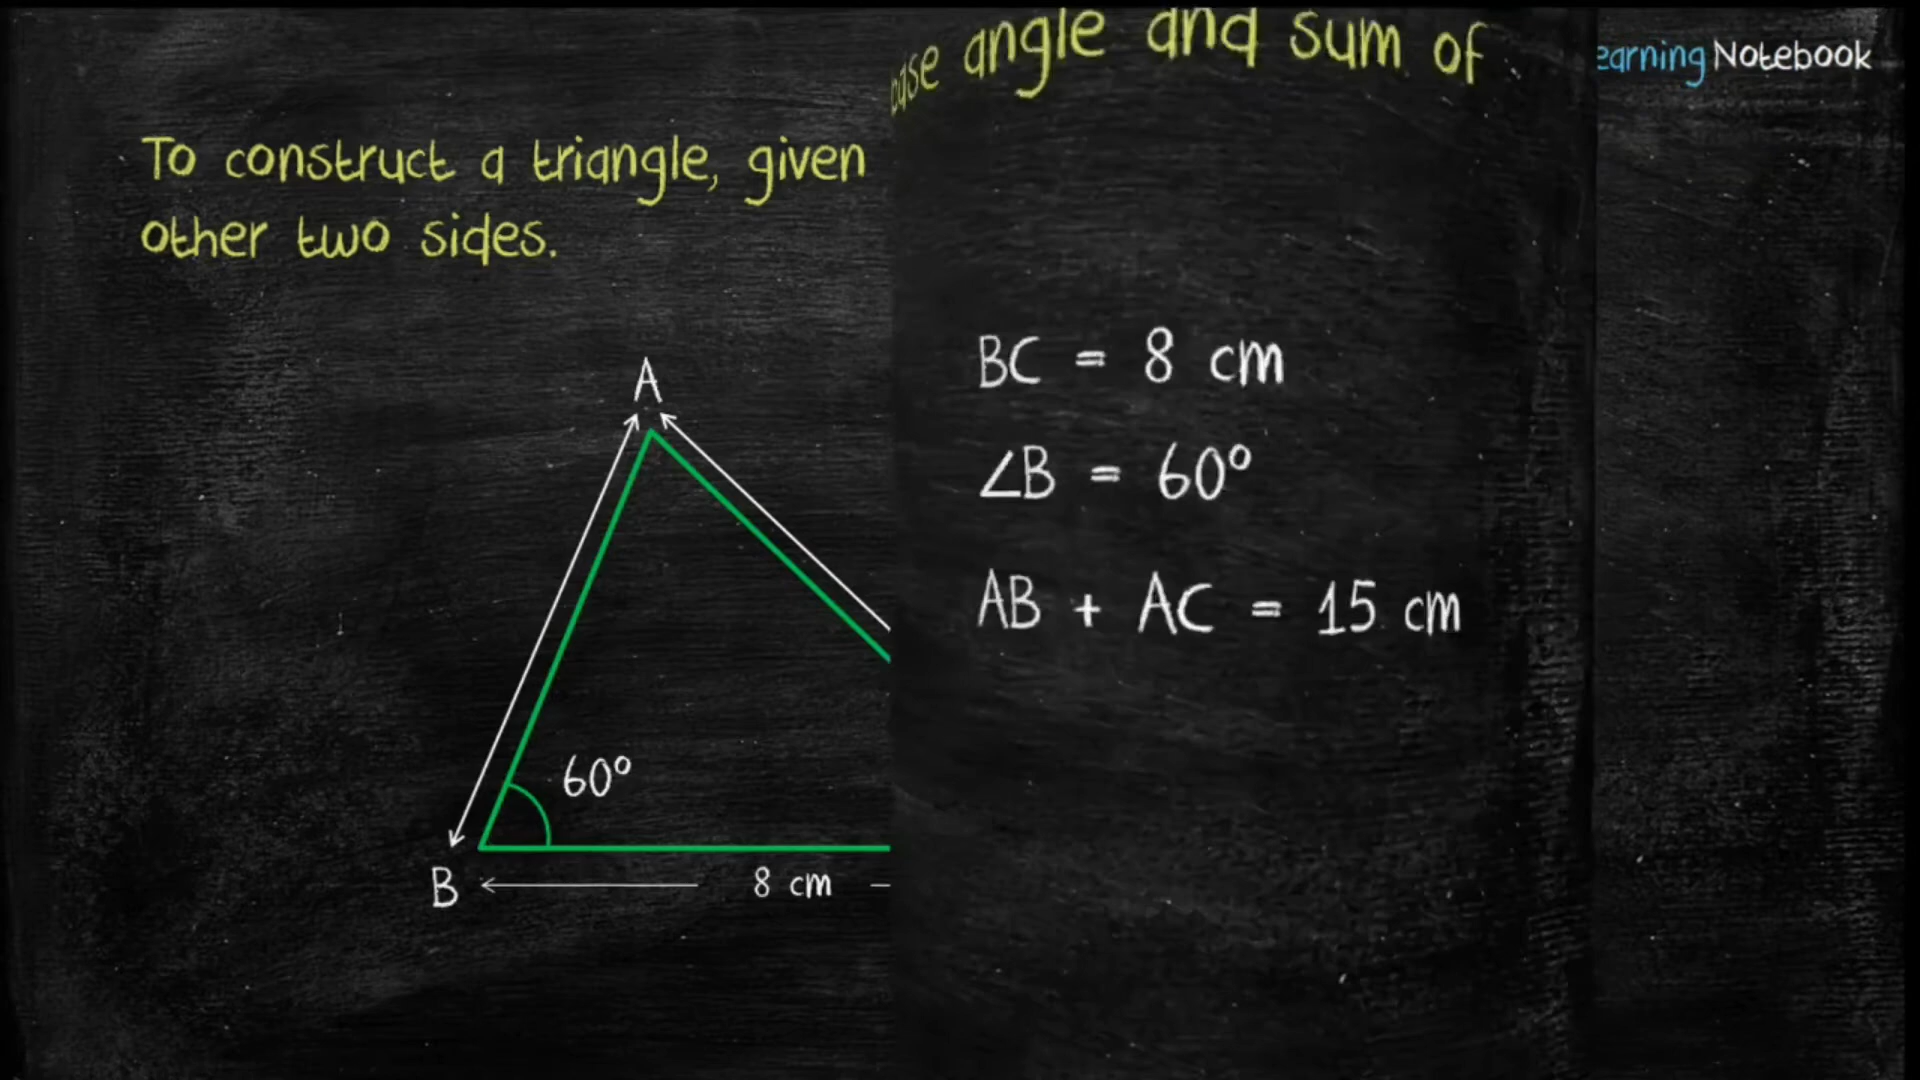 earning Notebook
angle and sum of
To construct a triangle, given
other two sides.
A
60°
B
8 cm
BC = 8 cm
∠B = 60°
AB + AC = 15 cm